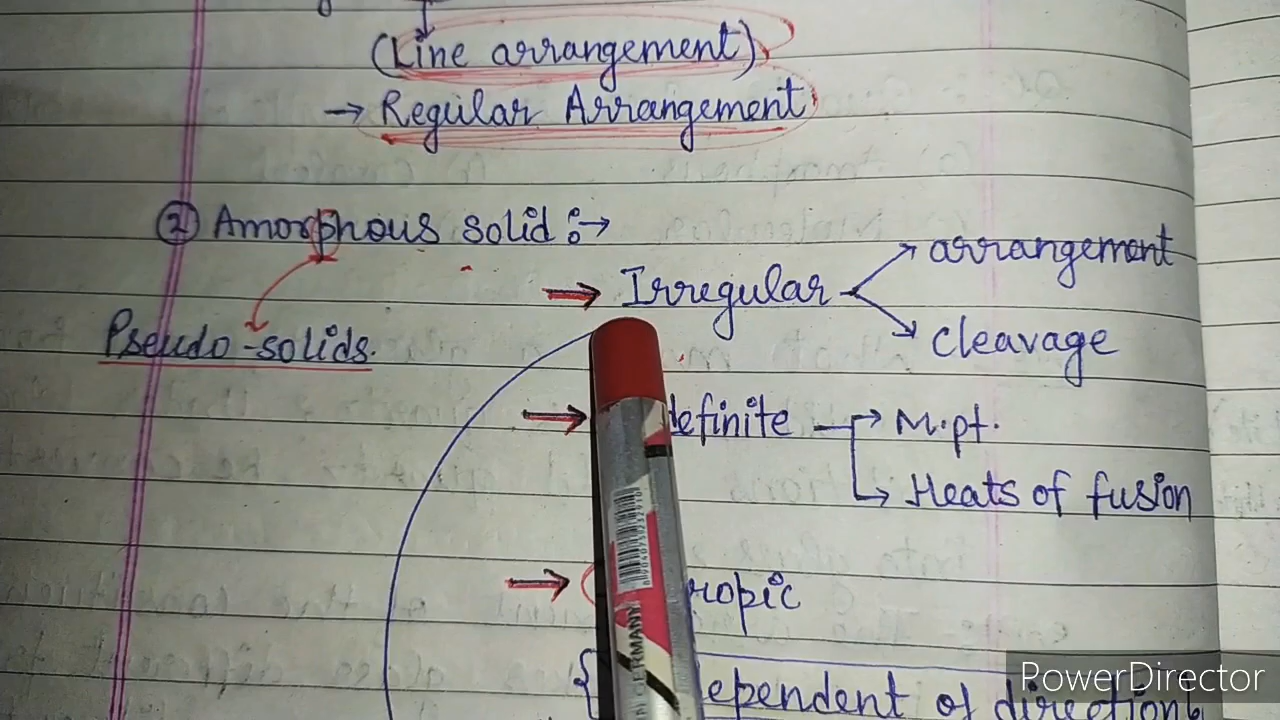 (Line arrangement)
→ Regular Arrangement
② Amorphous solid :→
→ Irregular → arrangement
→ cleavage
Pseudo-solids.
→ definite → M.pt.
→ Heats of fusion
→ ropic
{ ependent of direction
GERMANY
PowerDirector